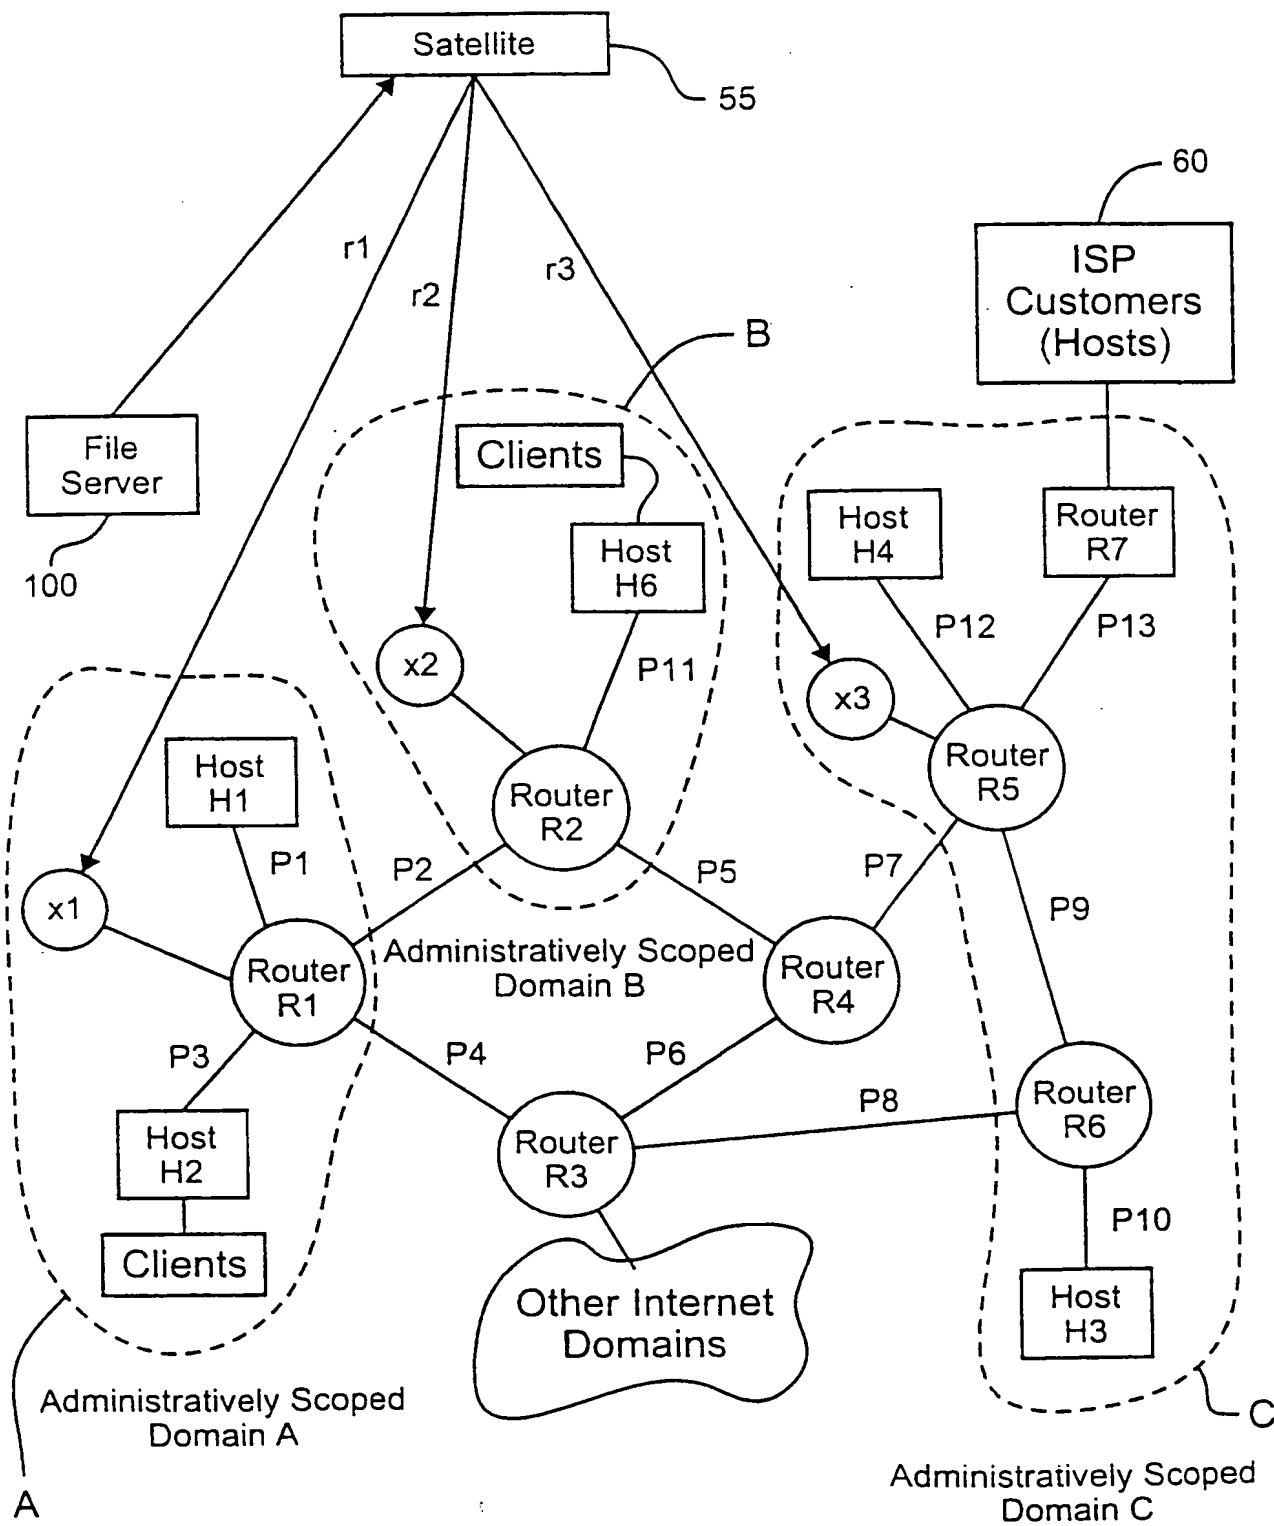 Satellite
55
60
ISP
Customers
(Hosts)
r1
r2
r3
B
File
Server
100
Clients
Host
H6
Host
H4
Router
R7
P12
P13
x2
P11
x3
Router
R5
Host
H1
Router
R2
P1
P2
P5
P7
x1
P9
Administratively Scoped
Domain B
Router
R1
Router
R4
P3
P4
P6
P8
Router
R6
Host
H2
Router
R3
P10
Clients
Other Internet
Domains
Host
H3
Administratively Scoped
Domain A
C
A
Administratively Scoped
Domain C